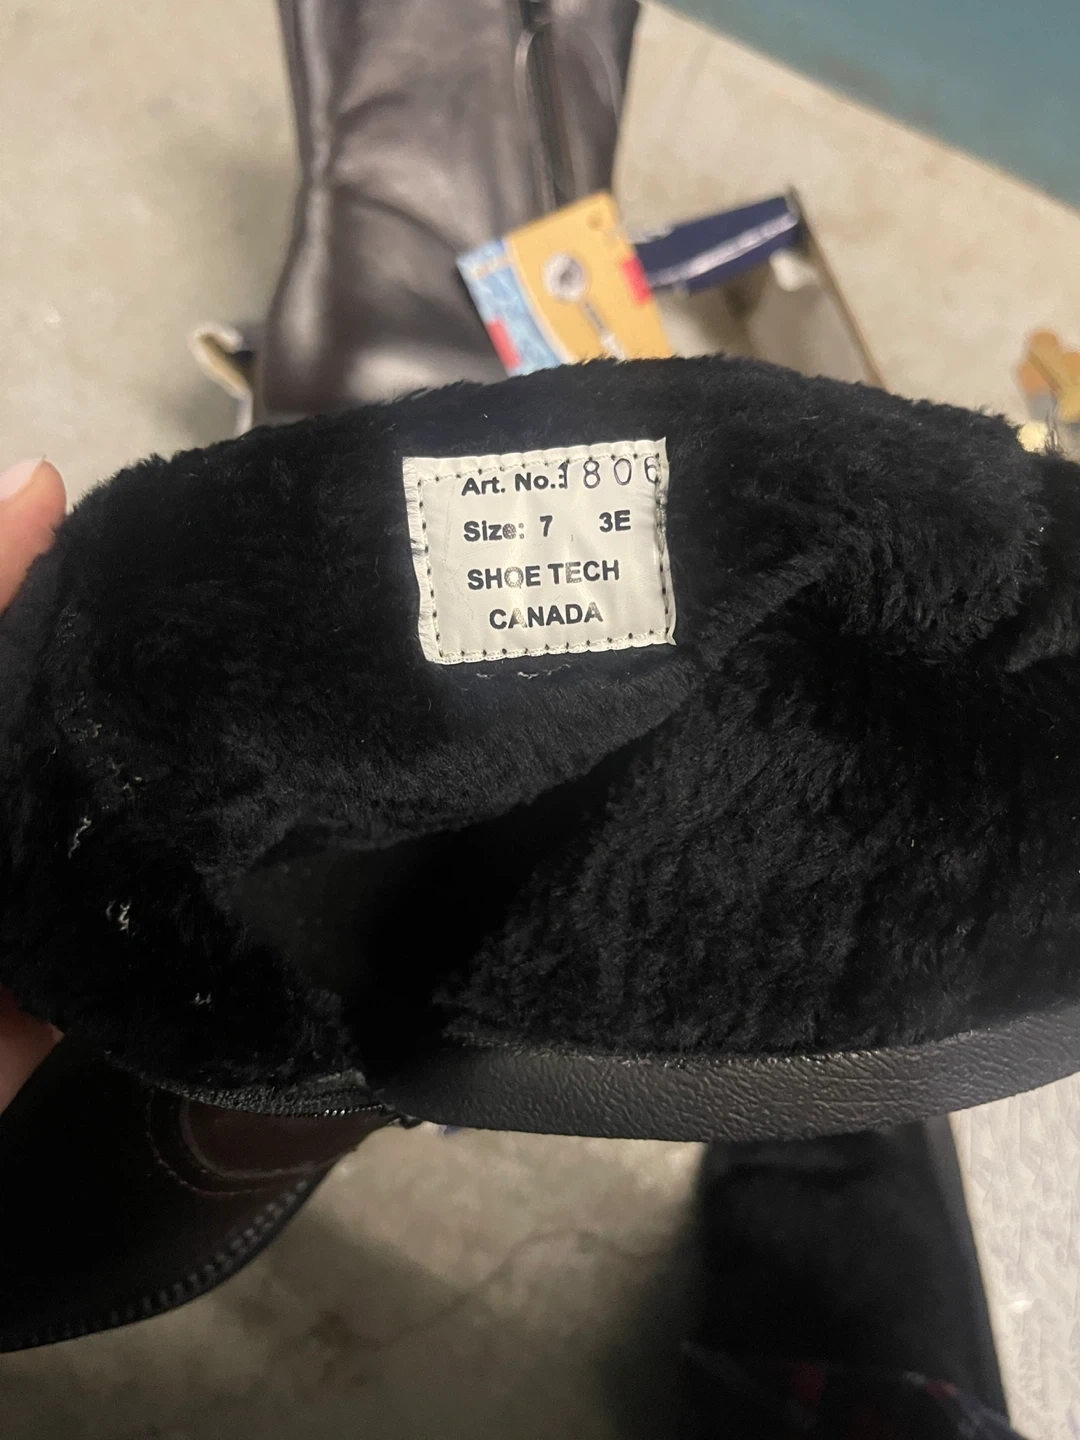 Art. No.: 1806
Size: 7 3E
SHOE TECH
CANADA